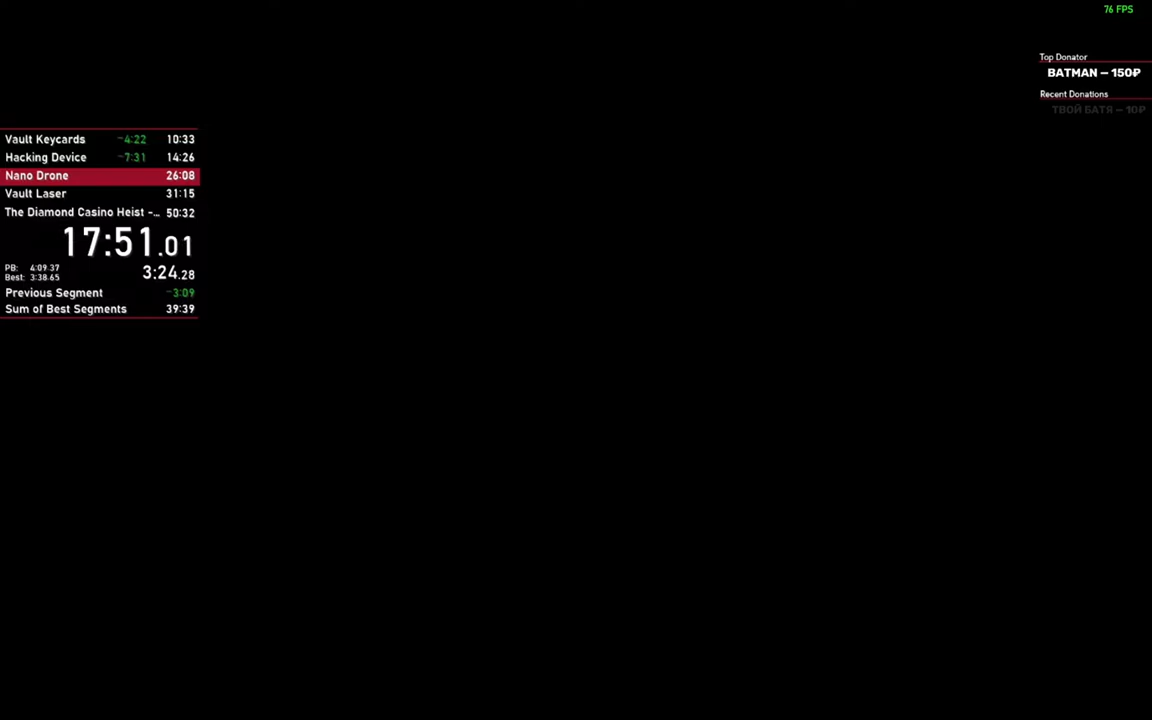 76 FPS
Top Donator
BATMAN – 150₽
Recent Donations
ТВОЙ БАТЯ – 10₽
Vault Keycards −4:22 10:33
Hacking Device −7:31 14:26
Nano Drone 26:08
Vault Laser 31:15
The Diamond Casino Heist -... 50:32
17:51.01
PB: 4:09.37
Best: 3:38.65
3:24.28
Previous Segment −3:09
Sum of Best Segments 39:39